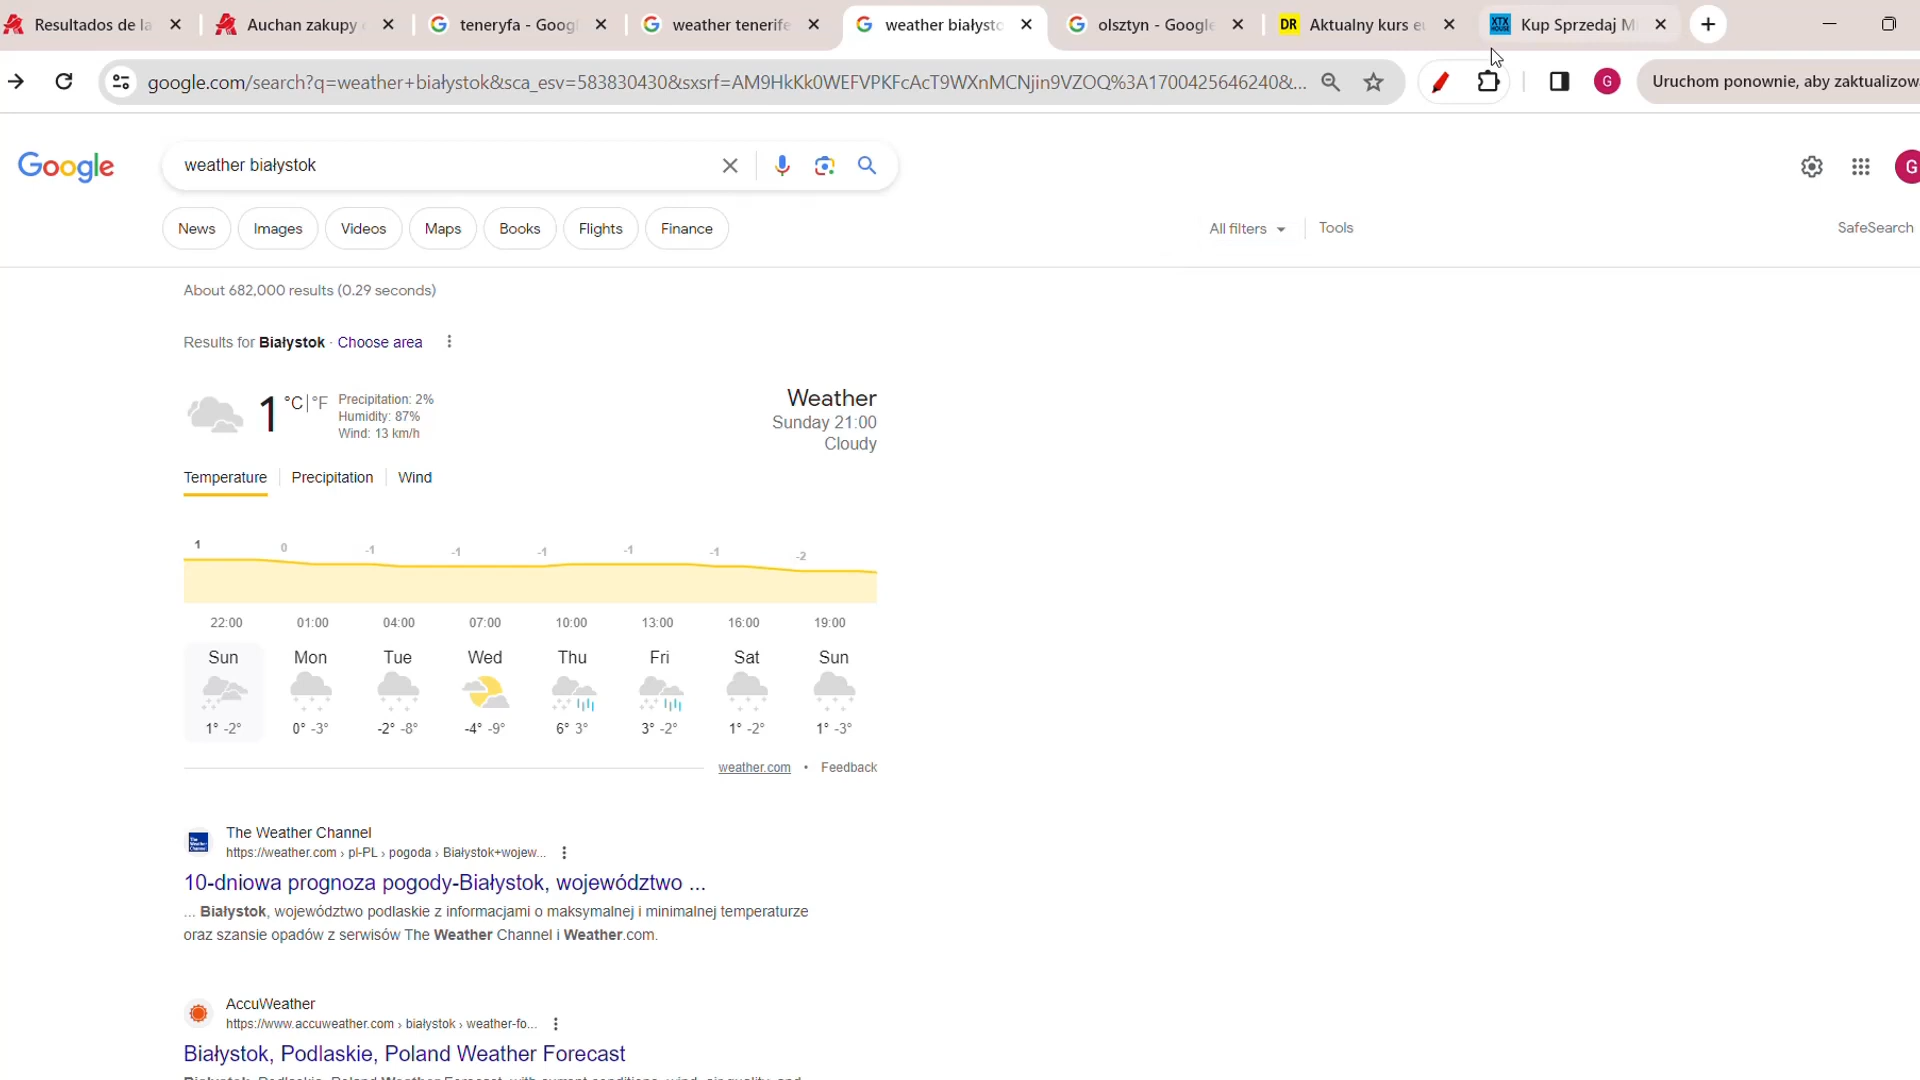 Resultados de la
Auchan zakupy
teneryfa - Goog
weather tenerife
weather białysto
olsztyn - Google
DR Aktualny kurs eu
XTX HOUSE Kup Sprzedaj M
google.com/search?q=weather+białystok&sca_esv=583830430&sxsrf=AM9HkKk0WEFVPKFcAcT9WXnMCNjin9VZOQ%3A1700425646240&...
G
Uruchom ponownie, aby zaktualizowa
Google
weather białystok
G
News
Images
Videos
Maps
Books
Flights
Finance
All filters
Tools
SafeSearch
About 682,000 results (0.29 seconds)
Results for Białystok · Choose area
1 °C|°F
Precipitation: 2%
Humidity: 87%
Wind: 13 km/h
Weather
Sunday 21:00
Cloudy
Temperature
Precipitation
Wind
1 0 -1 -1 -1 -1 -1 -2
22:00 01:00 04:00 07:00 10:00 13:00 16:00 19:00
Sun Mon Tue Wed Thu Fri Sat Sun
1° -2° 0° -3° -2° -8° -4° -9° 6° 3° 3° -2° 1° -2° 1° -3°
weather.com • Feedback
The Weather Channel
https://weather.com › pl-PL › pogoda › Białystok+wojew...
10-dniowa prognoza pogody-Białystok, województwo ...
... Białystok, województwo podlaskie z informacjami o maksymalnej i minimalnej temperaturze
oraz szansie opadów z serwisów The Weather Channel i Weather.com.
AccuWeather
https://www.accuweather.com › białystok › weather-fo...
Białystok, Podlaskie, Poland Weather Forecast